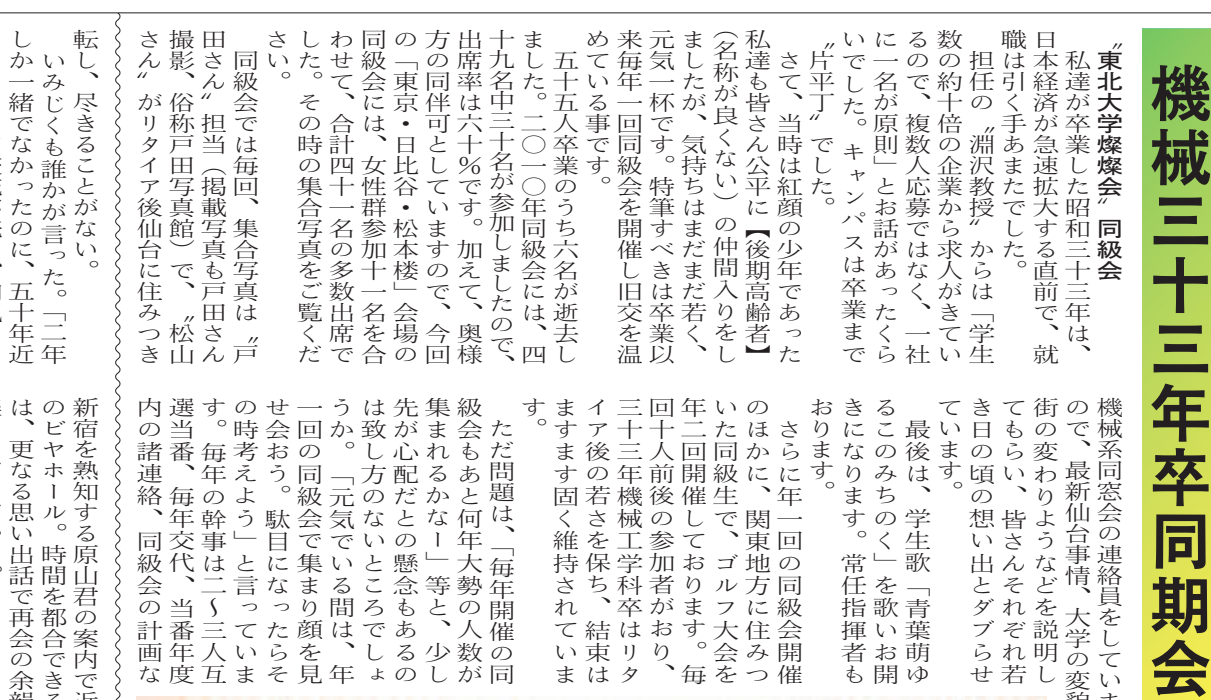 機械三十三年卒同期会
〝東北大学燦燦会〟同級会
私達が卒業した昭和三十三年は、
日本経済が急速拡大する直前で、就
職は引く手あまたでした。
担任の〝淵沢教授〟からは「学生
数の約十倍の企業から求人がきてい
るので、複数人応募ではなく、一社
に一名が原則」とお話があったくら
いでした。キャンパスは卒業まで
〝片平丁〟でした。
さて、当時は紅顔の少年であった
私達も皆さん公平に【後期高齢者】
(名称が良くない)の仲間入りをし
ましたが、気持ちはまだまだ若く、
元気一杯です。特筆すべきは卒業以
来毎年一回同級会を開催し旧交を温
めている事です。
五十五人卒業のうち六名が逝去し
ました。二〇一〇年同級会には、四
十九名中三十名が参加しましたので、
出席率は六十%です。加えて、奥様
方の同伴可としていますので、今回
の「東京・日比谷・松本楼」会場の
同級会には、女性群参加十一名を合
わせて、合計四十一名の多数出席で
した。その時の集合写真をご覧くだ
さい。
同級会では毎回、集合写真は〝戸
田さん〟担当(掲載写真も戸田さん
撮影、俗称戸田写真館)で、〝松山
さん〟がリタイア後仙台に住みつき
機械系同窓会の連絡員をしていま
ので、最新仙台事情、大学の変貌
街の変わりようなどを説明し
てもらい、皆さんそれぞれ若
き日の頃の想い出とダブらせ
ています。
最後は、学生歌「青葉萌ゆ
るこのみちのく」を歌いお開
きになります。常任指揮者も
おります。
さらに年一回の同級会開催
のほかに、関東地方に住みつ
いた同級生で、ゴルフ大会を
年二回開催しております。毎
回十人前後の参加者がおり、
三十三年機械工学科卒はリタ
イア後の若さを保ち、結束は
ますます固く維持されていま
す。
ただ問題は、「毎年開催の同
級会もあと何年大勢の人数が
集まれるかなー」等と、少し
先が心配だとの懸念もあるの
は致し方のないところでしょ
うか。「元気でいる間は、年
一回の同級会で集まり顔を見
せ会おう。駄目になったらそ
の時考えよう」と言っていま
す。毎年の幹事は二〜三人互
選当番、毎年交代、当番年度
内の諸連絡、同級会の計画な
転し、尽きることがない。
いみじくも誰かが言った。「二年
しか一緒でなかったのに、五十年近
新宿を熟知する原山君の案内で近
のビヤホール。時間を都合できる
は、更なる思い出話で再会の余韻